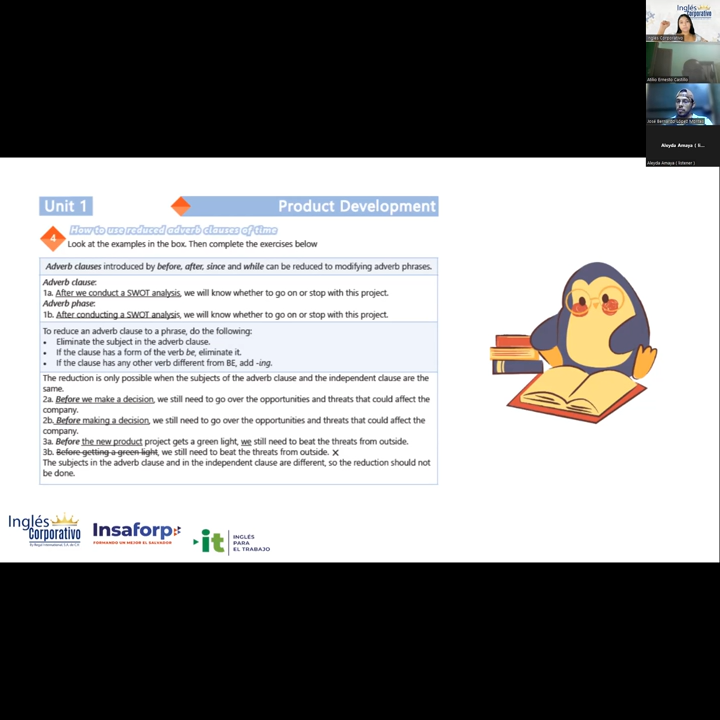 Inglés
Corporativo
Inglés Corporativo
Atilio Ernesto Castillo
Aleyda Amaya ( li...
Aleyda Amaya ( listener )
Unit 1
Product Development
4
How to use reduced adverb clauses of time
Look at the examples in the box. Then complete the exercises below
Adverb clauses introduced by before, after, since and while can be reduced to modifying adverb phrases.
Adverb clause:
1a. After we conduct a SWOT analysis, we will know whether to go on or stop with this project.
Adverb phase:
1b. After conducting a SWOT analysis, we will know whether to go on or stop with this project.
To reduce an adverb clause to a phrase, do the following:
• Eliminate the subject in the adverb clause.
• If the clause has a form of the verb be, eliminate it.
• If the clause has any other verb different from BE, add -ing.
The reduction is only possible when the subjects of the adverb clause and the independent clause are the
same.
2a. Before we make a decision, we still need to go over the opportunities and threats that could affect the
company.
2b. Before making a decision, we still need to go over the opportunities and threats that could affect the
company.
3a. Before the new product project gets a green light, we still need to beat the threats from outside.
3b. Before getting a green light, we still need to beat the threats from outside. X
The subjects in the adverb clause and in the independent clause are different, so the reduction should not
be done.
Inglés
Corporativo
Insaforp
FORMANDO UN MEJOR EL SALVADOR
it
INGLÉS
PARA
EL TRABAJO